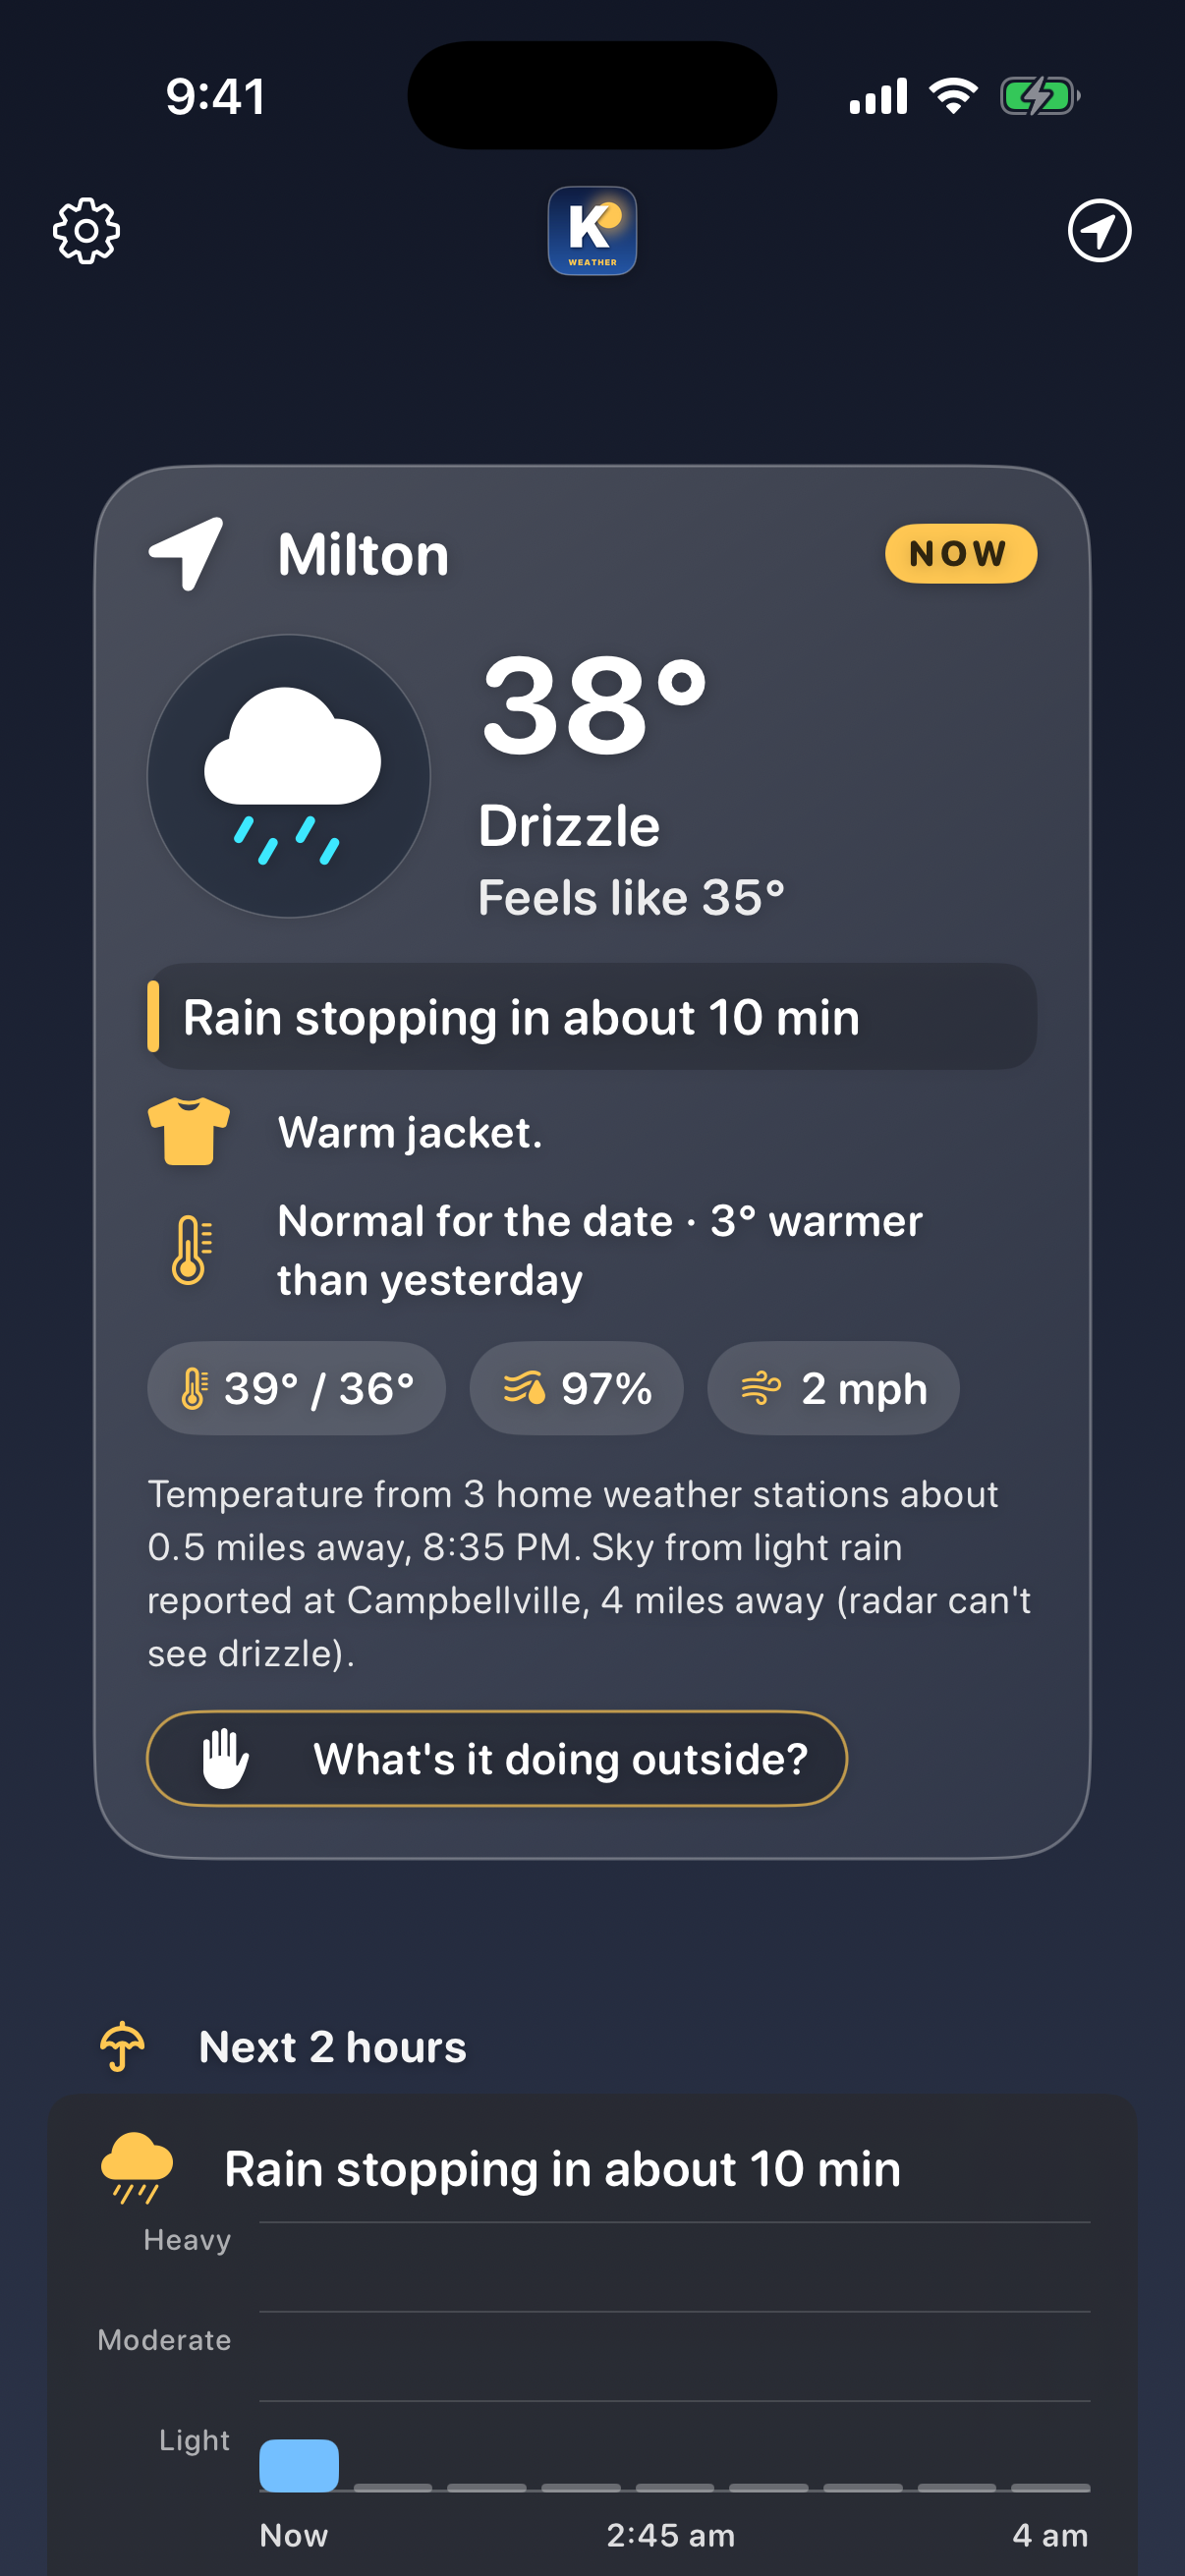 9:41
K
WEATHER
Milton
NOW
38°
Drizzle
Feels like 35°
Rain stopping in about 10 min
Warm jacket.
Normal for the date · 3° warmer
than yesterday
39° / 36°
97%
2 mph
Temperature from 3 home weather stations about
0.5 miles away, 8:35 PM. Sky from light rain
reported at Campbellville, 4 miles away (radar can't
see drizzle).
What's it doing outside?
Next 2 hours
Rain stopping in about 10 min
Heavy
Moderate
Light
Now
2:45 am
4 am